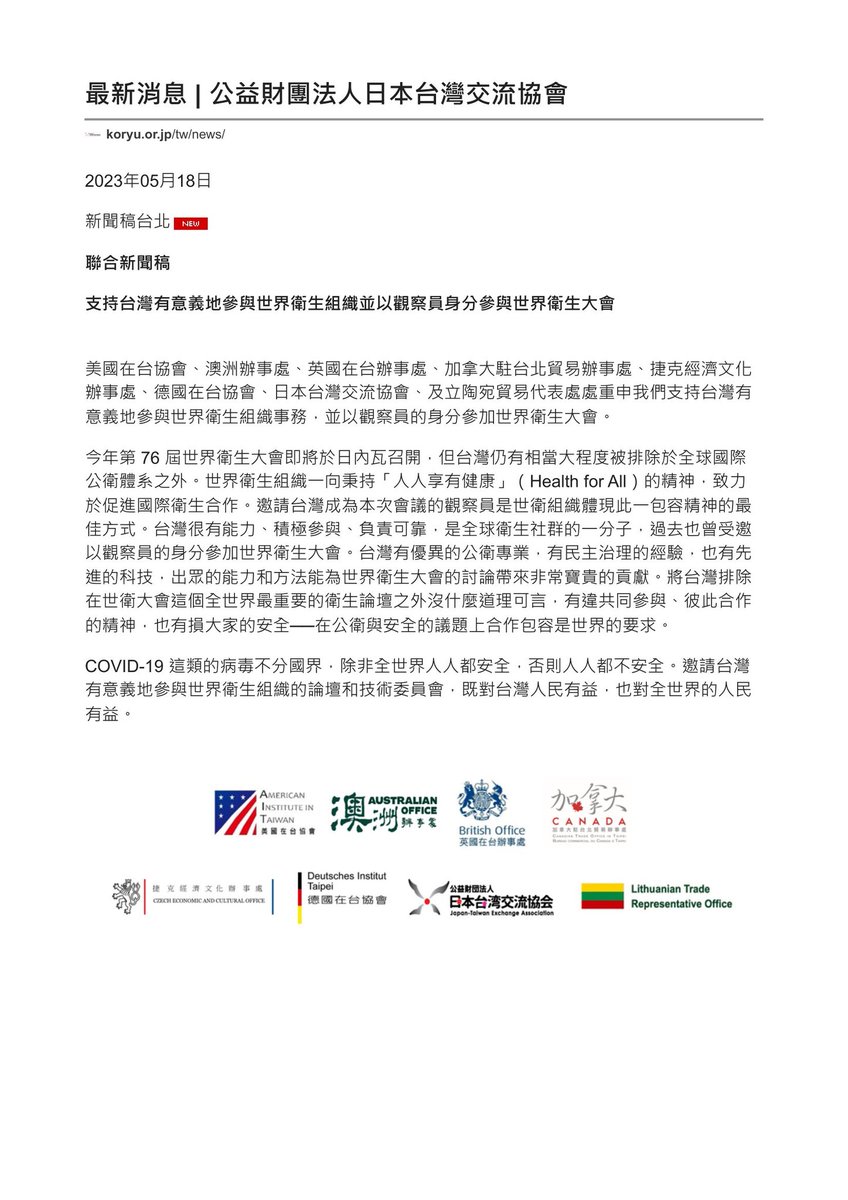 最新消息 | 公益財團法人日本台灣交流協會
koryu.or.jp/tw/news/
2023年05月18日
新聞稿台北 NEW
聯合新聞稿
支持台灣有意義地參與世界衛生組織並以觀察員身分參與世界衛生大會
美國在台協會、澳洲辦事處、英國在台辦事處、加拿大駐台北貿易辦事處、捷克經濟文化
辦事處、德國在台協會、日本台灣交流協會、及立陶宛貿易代表處處重申我們支持台灣有
意義地參與世界衛生組織事務，並以觀察員的身分參加世界衛生大會。
今年第 76 屆世界衛生大會即將於日內瓦召開，但台灣仍有相當大程度被排除於全球國際
公衛體系之外。世界衛生組織一向秉持「人人享有健康」（Health for All）的精神，致力
於促進國際衛生合作。邀請台灣成為本次會議的觀察員是世衛組織體現此一包容精神的最
佳方式。台灣很有能力、積極參與、負責可靠，是全球衛生社群的一分子，過去也曾受邀
以觀察員的身分參加世界衛生大會。台灣有優異的公衛專業，有民主治理的經驗，也有先
進的科技，出眾的能力和方法能為世界衛生大會的討論帶來非常寶貴的貢獻。將台灣排除
在世衛大會這個全世界最重要的衛生論壇之外沒什麼道理可言，有違共同參與、彼此合作
的精神，也有損大家的安全──在公衛與安全的議題上合作包容是世界的要求。
COVID-19 這類的病毒不分國界，除非全世界人人都安全，否則人人都不安全。邀請台灣
有意義地參與世界衛生組織的論壇和技術委員會，既對台灣人民有益，也對全世界的人民
有益。
AMERICAN
INSTITUTE IN
TAIWAN
美國在台協會
澳洲
AUSTRALIAN
OFFICE
辦事處
British Office
英國在台辦事處
加拿大
CANADA
加拿大駐台北貿易辦事處
CANADIAN TRADE OFFICE IN TAIPEI
BUREAU COMMERCIAL DU CANADA À TAIPEI
捷克經濟文化辦事處
CZECH ECONOMIC AND CULTURAL OFFICE
Deutsches Institut
Taipei
德國在台協會
公益財団法人
日本台湾交流協会
Japan-Taiwan Exchange Association
Lithuanian Trade
Representative Office